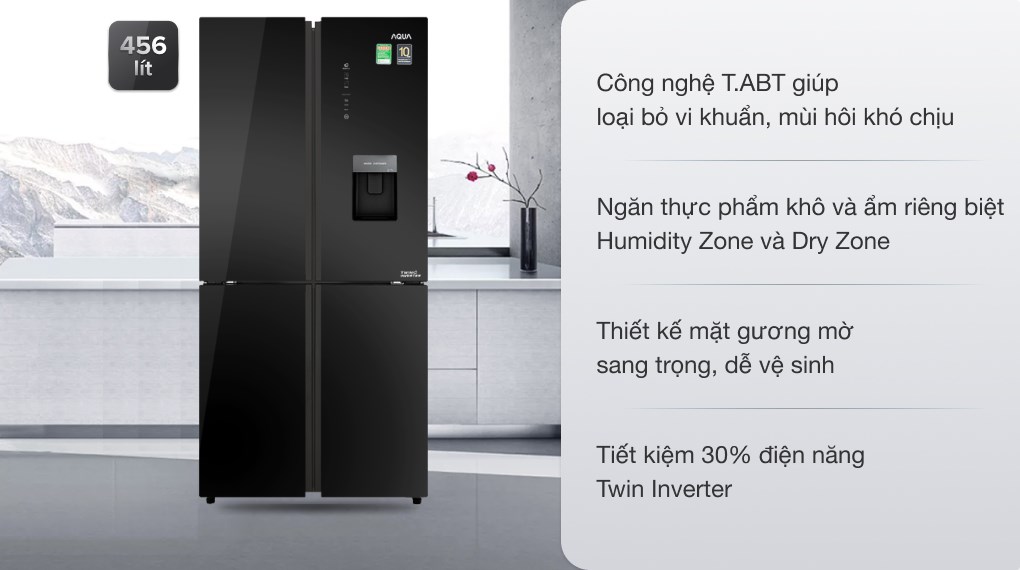 456
lít
AQUA
TWIN
INVERTER
Công nghệ T.ABT giúp
loại bỏ vi khuẩn, mùi hôi khó chịu
Ngăn thực phẩm khô và ẩm riêng biệt
Humidity Zone và Dry Zone
Thiết kế mặt gương mờ
sang trọng, dễ vệ sinh
Tiết kiệm 30% điện năng
Twin Inverter